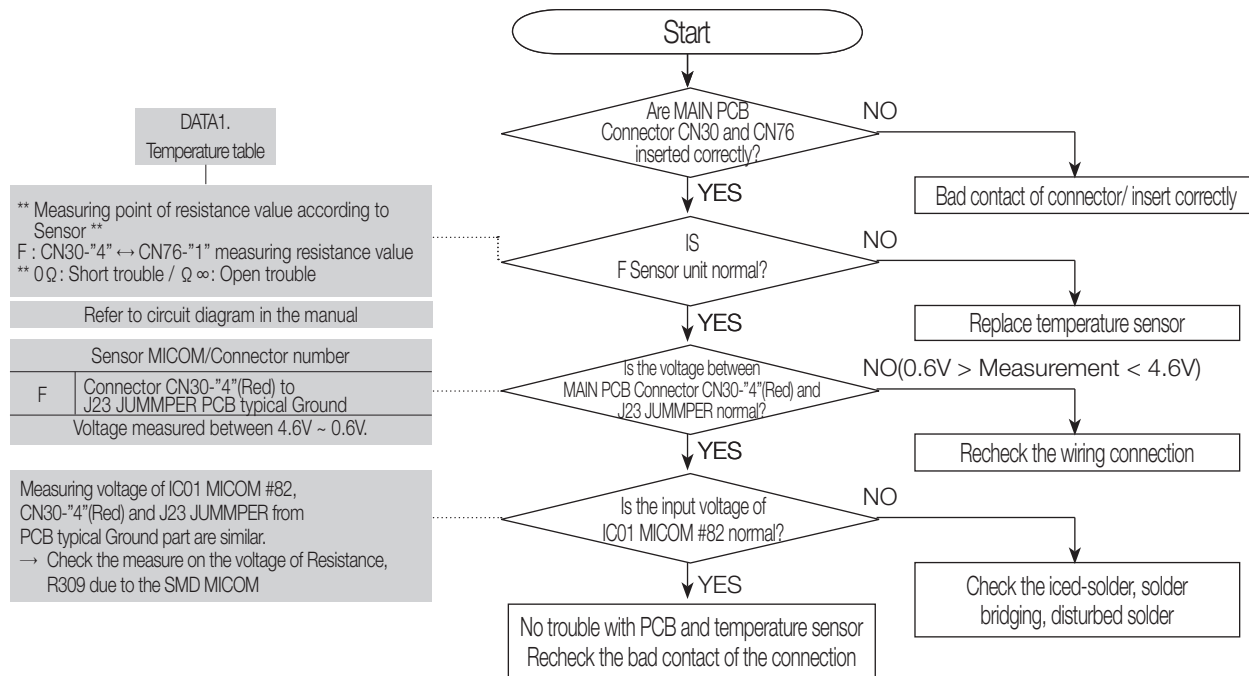 Start
Are MAIN PCB
Connector CN30 and CN76
inserted correctly?
NO
Bad contact of connector/ insert correctly
YES
DATA1.
Temperature table
** Measuring point of resistance value according to
Sensor **
F : CN30-"4" ↔ CN76-"1" measuring resistance value
** 0Ω: Short trouble / Ω ∞: Open trouble
Refer to circuit diagram in the manual
IS
F Sensor unit normal?
NO
Replace temperature sensor
YES
Sensor MICOM/Connector number
F
Connector CN30-"4"(Red) to
J23 JUMMPER PCB typical Ground
Voltage measured between 4.6V ~ 0.6V.
Is the voltage between
MAIN PCB Connector CN30-"4"(Red) and
J23 JUMMPER normal?
NO(0.6V > Measurement < 4.6V)
Recheck the wiring connection
YES
Measuring voltage of IC01 MICOM #82,
CN30-"4"(Red) and J23 JUMMPER from
PCB typical Ground part are similar.
→ Check the measure on the voltage of Resistance,
R309 due to the SMD MICOM
Is the input voltage of
IC01 MICOM #82 normal?
NO
Check the iced-solder, solder
bridging, disturbed solder
YES
No trouble with PCB and temperature sensor
Recheck the bad contact of the connection